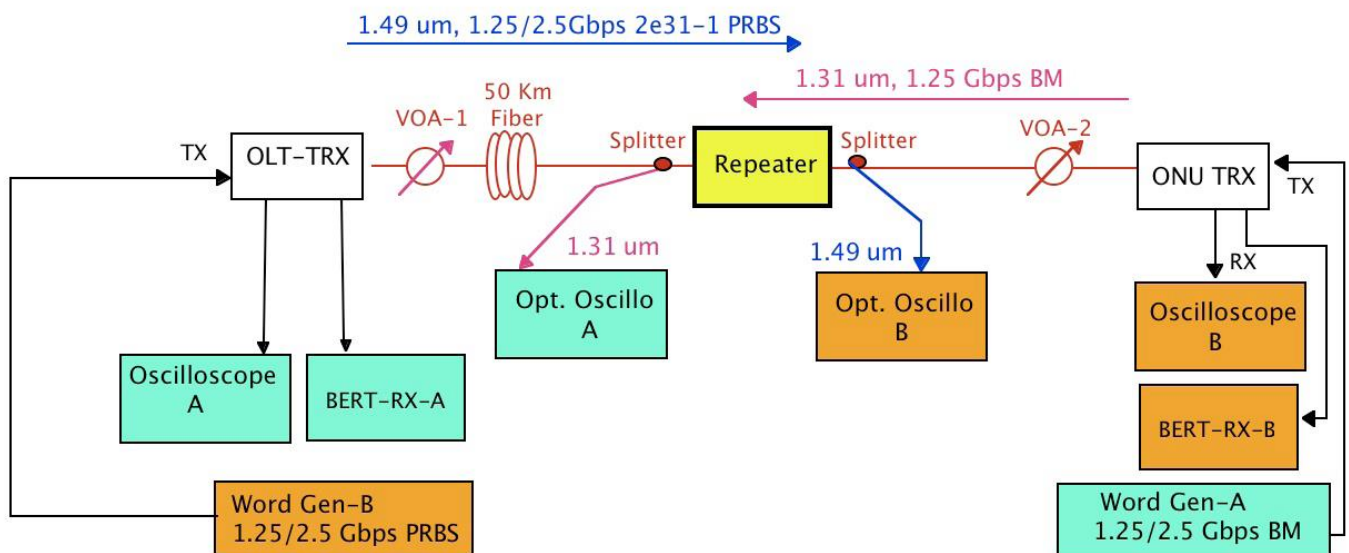 1.49 um, 1.25/2.5Gbps 2e31-1 PRBS
1.31 um, 1.25 Gbps BM
50 Km
Fiber
VOA-1
Splitter
Splitter
VOA-2
TX
OLT-TRX
Repeater
ONU TRX
TX
1.31 um
1.49 um
RX
Opt. Oscillo
A
Opt. Oscillo
B
Oscilloscope
B
Oscilloscope
A
BERT-RX-A
BERT-RX-B
Word Gen-B
1.25/2.5 Gbps PRBS
Word Gen-A
1.25/2.5 Gbps BM